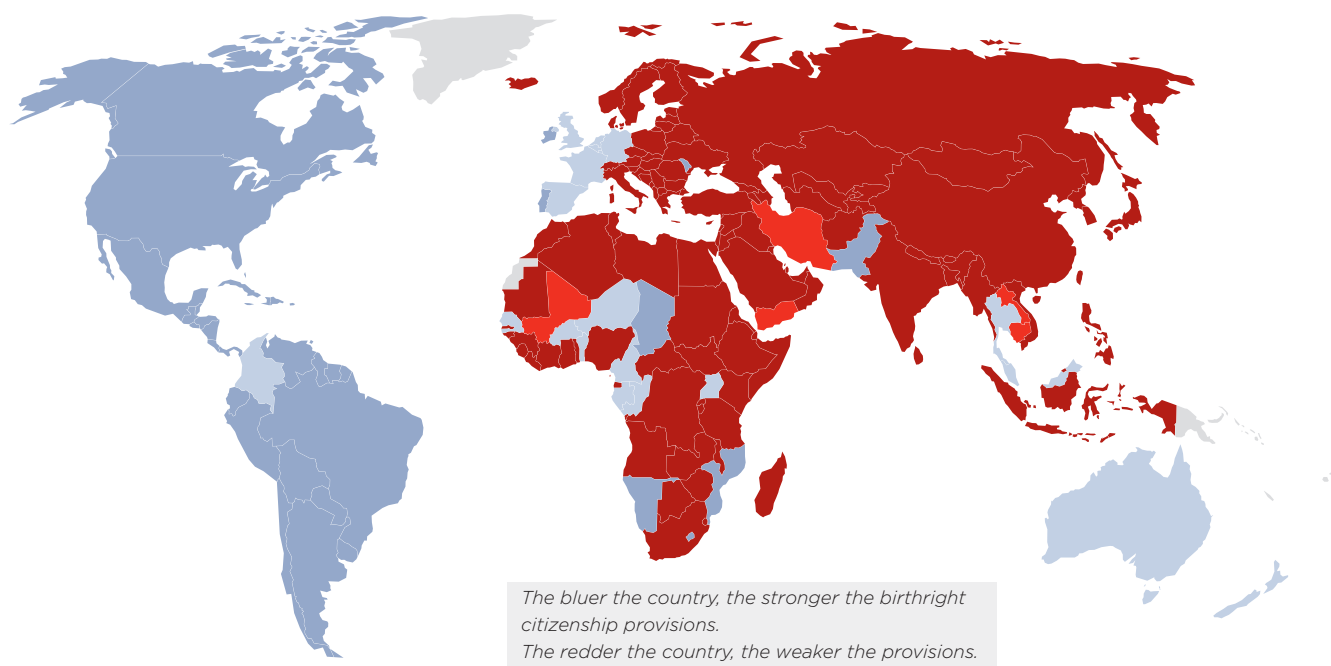 The bluer the country, the stronger the birthright
citizenship provisions.
The redder the country, the weaker the provisions.